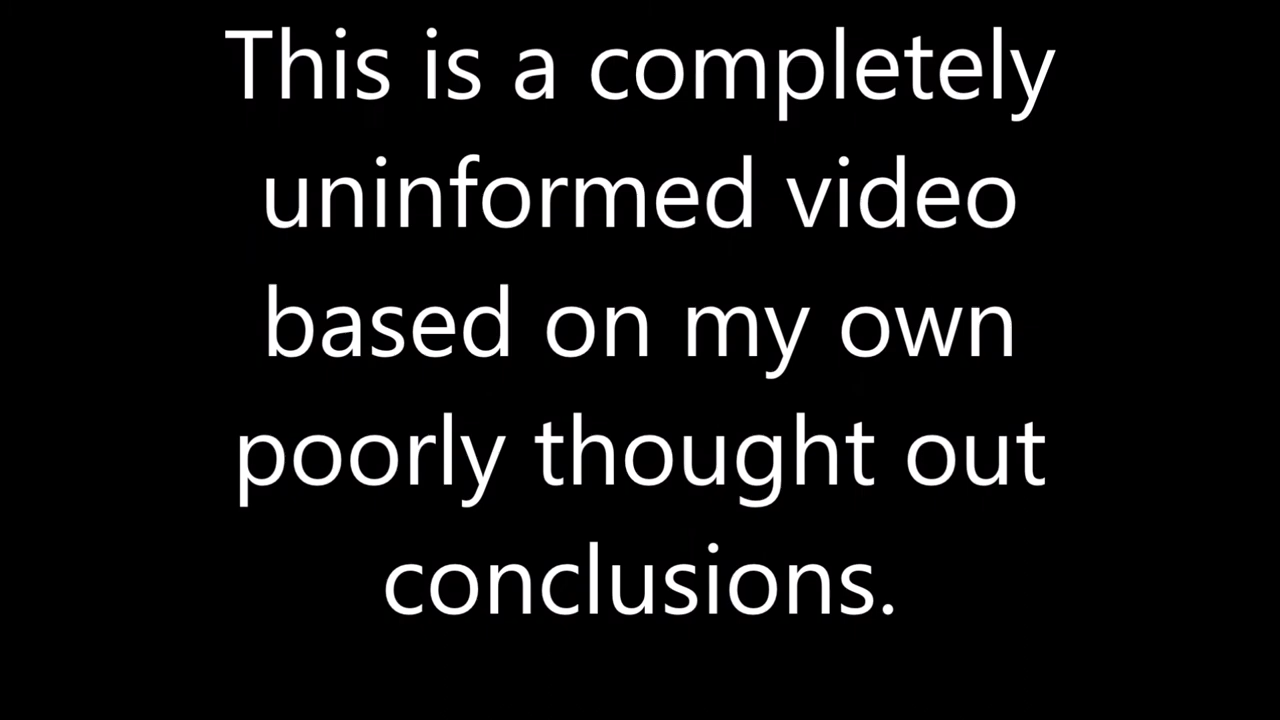 This is a completely
uninformed video
based on my own
poorly thought out
conclusions.